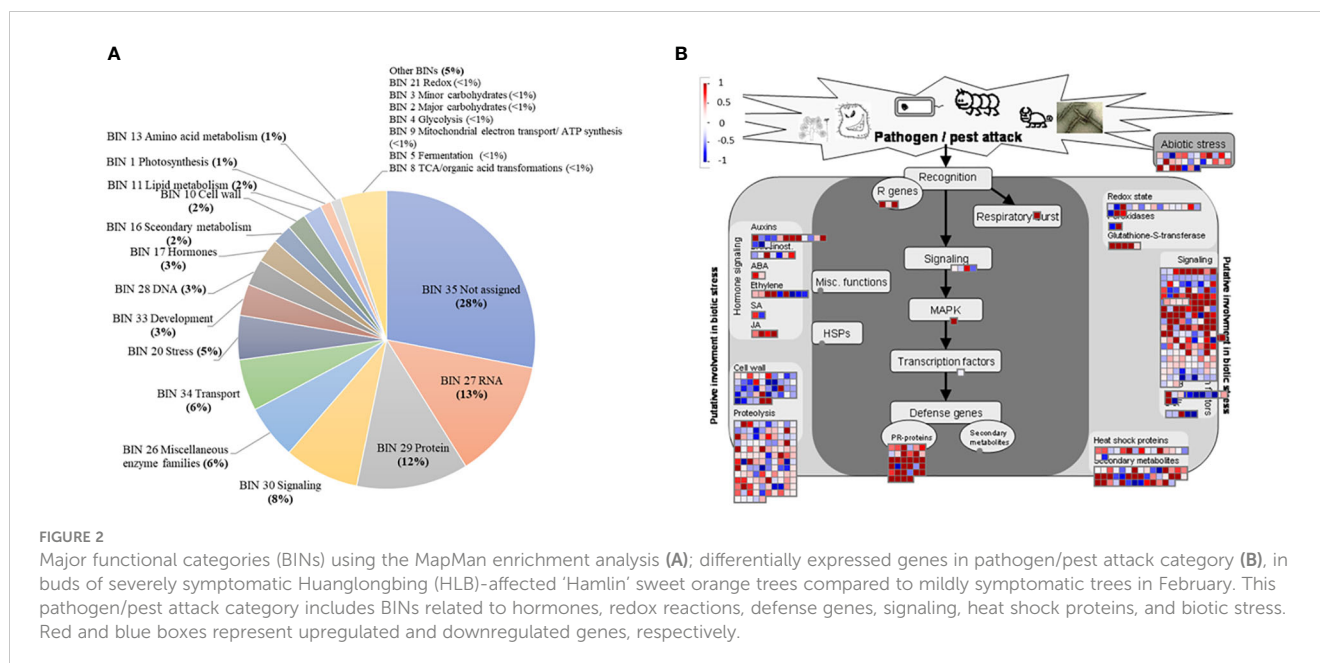 A
Other BINs (5%)
BIN 21 Redox (<1%)
BIN 3 Minor carbohydrates (<1%)
BIN 2 Major carbohydrates (<1%)
BIN 4 Glycolysis (<1%)
BIN 9 Mitochondrial electron transport/ ATP synthesis
(<1%)
BIN 5 Fermentation (<1%)
BIN 8 TCA/organic acid transformations (<1%)
BIN 13 Amino acid metabolism (1%)
BIN 1 Photosynthesis (1%)
BIN 11 Lipid metabolism (2%)
BIN 10 Cell wall
(2%)
BIN 16 Sceondary metabolism
(2%)
BIN 17 Hormones
(3%)
BIN 28 DNA (3%)
BIN 33 Development
(3%)
BIN 20 Stress (5%)
BIN 34 Transport
(6%)
BIN 26 Miscellaneous
enzyme families (6%)
BIN 30 Signaling
(8%)
BIN 29 Protein
(12%)
BIN 27 RNA
(13%)
BIN 35 Not assigned
(28%)
B
1
0.5
0
-0.5
-1
Pathogen / pest attack
Abiotic stress
Recognition
R genes
Respiratory burst
Signaling
MAPK
Transcription factors
Defense genes
PR-proteins
Secondary
metabolites
Misc. functions
HSPs
Putative involvment in biotic stress
Hormone signaling
Auxins
ABA
Ethylene
SA
JA
Cell wall
Proteolysis
Redox state
Glutathione-S-transferase
Signaling
Putative involvment in biotic stress
Heat shock proteins
Secondary metabolites
FIGURE 2
Major functional categories (BINs) using the MapMan enrichment analysis (A); differentially expressed genes in pathogen/pest attack category (B), in
buds of severely symptomatic Huanglongbing (HLB)-affected ‘Hamlin’ sweet orange trees compared to mildly symptomatic trees in February. This
pathogen/pest attack category includes BINs related to hormones, redox reactions, defense genes, signaling, heat shock proteins, and biotic stress.
Red and blue boxes represent upregulated and downregulated genes, respectively.